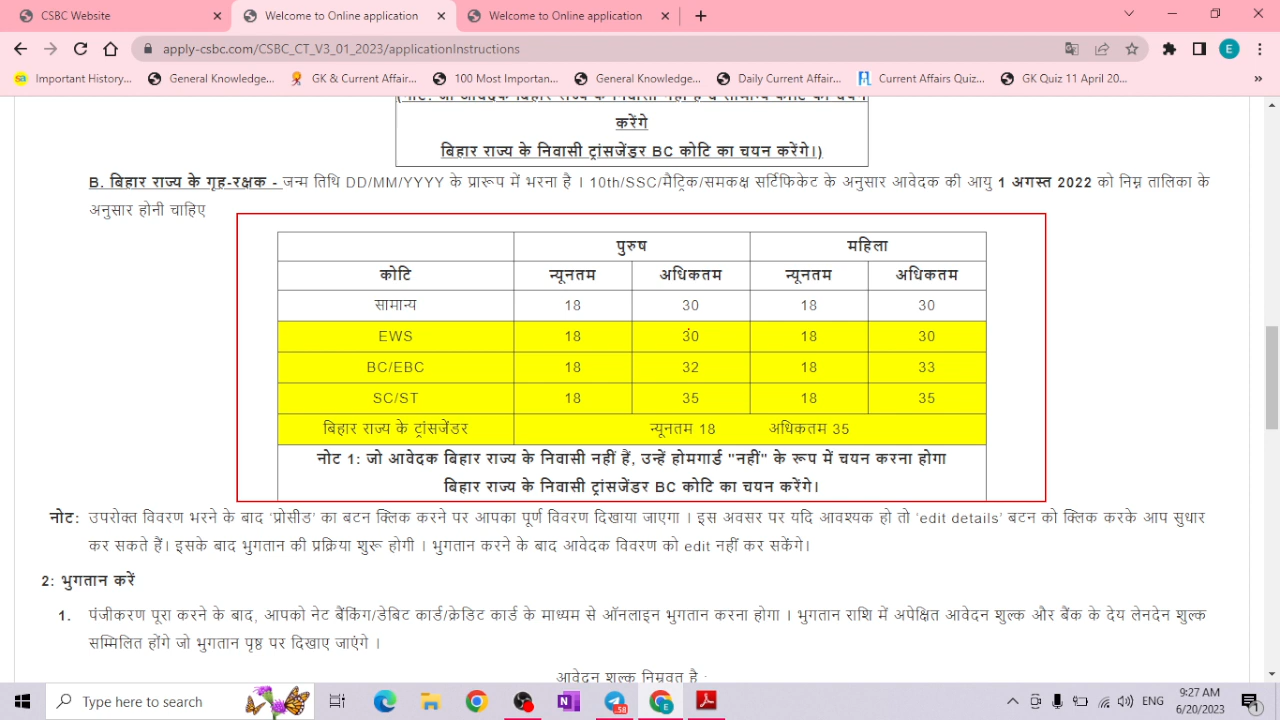 CSBC Website
Welcome to Online application
Welcome to Online application
apply-csbc.com/CSBC_CT_V3_01_2023/applicationInstructions
Important History...
General Knowledge...
GK & Current Affair...
100 Most Importan...
General Knowledge...
Daily Current Affair...
Current Affairs Quiz...
GK Quiz 11 April 20...
(नोट: जो आवेदक बिहार राज्य के निवासी नहीं हैं वे सामान्य कोटि का चयन
करेंगे
बिहार राज्य के निवासी ट्रांसजेंडर BC कोटि का चयन करेंगे।)
B. बिहार राज्य के गृह-रक्षक - जन्म तिथि DD/MM/YYYY के प्रारूप में भरना है । 10th/SSC/मैट्रिक/समकक्ष सर्टिफिकेट के अनुसार आवेदक की आयु 1 अगस्त 2022 को निम्न तालिका के
अनुसार होनी चाहिए
पुरुष महिला
कोटि न्यूनतम अधिकतम न्यूनतम अधिकतम
सामान्य 18 30 18 30
EWS 18 30 18 30
BC/EBC 18 32 18 33
SC/ST 18 35 18 35
बिहार राज्य के ट्रांसजेंडर न्यूनतम 18 अधिकतम 35
नोट 1: जो आवेदक बिहार राज्य के निवासी नहीं हैं, उन्हें होमगार्ड "नहीं" के रूप में चयन करना होगा
बिहार राज्य के निवासी ट्रांसजेंडर BC कोटि का चयन करेंगे।
नोट: उपरोक्त विवरण भरने के बाद ‘प्रोसीड’ का बटन क्लिक करने पर आपका पूर्ण विवरण दिखाया जाएगा । इस अवसर पर यदि आवश्यक हो तो ‘edit details’ बटन को क्लिक करके आप सुधार
कर सकते हैं। इसके बाद भुगतान की प्रक्रिया शुरू होगी । भुगतान करने के बाद आवेदक विवरण को edit नहीं कर सकेंगे।
2: भुगतान करें
1. पंजीकरण पूरा करने के बाद, आपको नेट बैंकिंग/डेबिट कार्ड/क्रेडिट कार्ड के माध्यम से ऑनलाइन भुगतान करना होगा । भुगतान राशि में अपेक्षित आवेदन शुल्क और बैंक के देय लेनदेन शुल्क
सम्मिलित होंगे जो भुगतान पृष्ठ पर दिखाए जाएंगे ।
आवेदन शुल्क निम्नवत है :
Type here to search
58
ENG
9:27 AM
6/20/2023
1